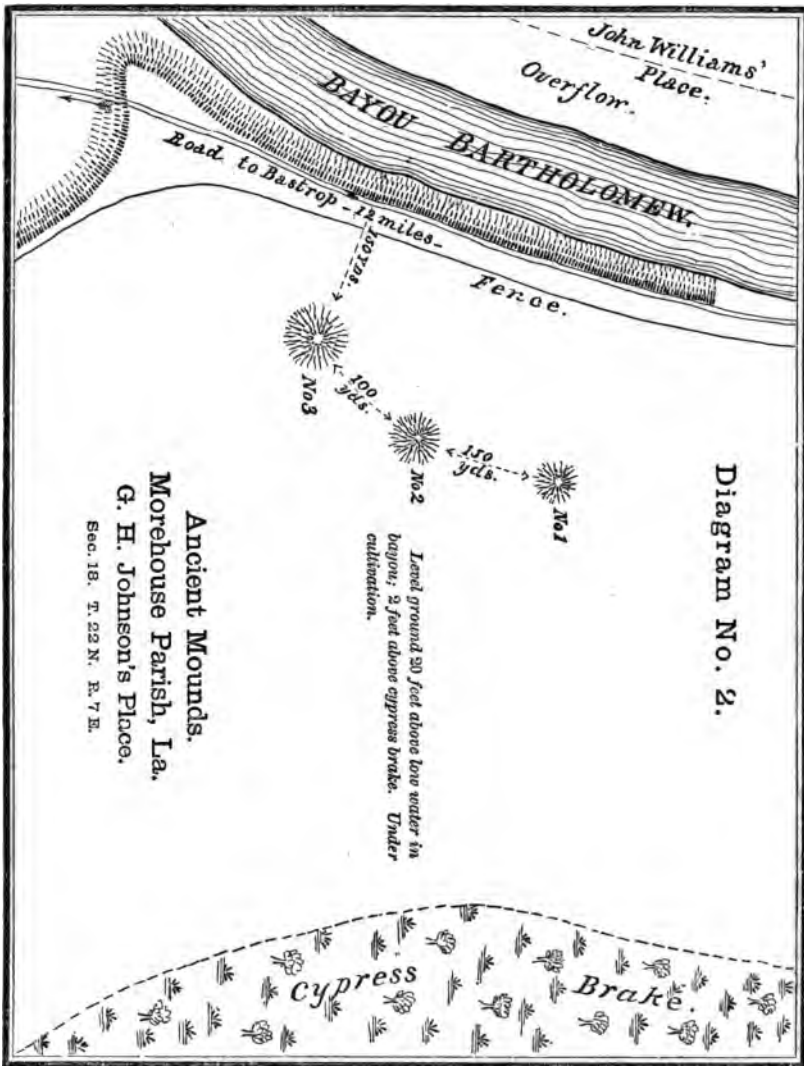 Diagram No. 2.
John Williams'
Place.
Overflow.
BAYOU BARTHOLOMEW.
Road to Bastrop - 12 miles -
Fence.
150 yds.
No 3
100
yds.
No 2
150
yds.
No 1
Level ground 20 feet above low water in
bayou; 2 feet above cypress brake. Under
cultivation.
Ancient Mounds.
Morehouse Parish, La.
G. H. Johnson's Place.
Sec. 18. T. 22 N. R. 7 E.
Cypress Brake.